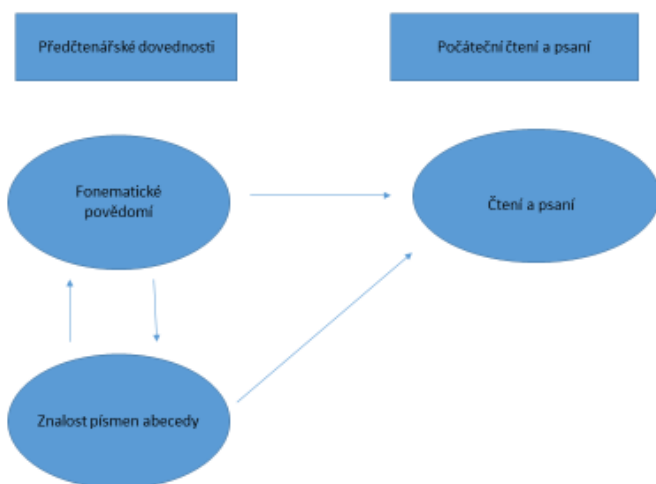 Předčtenářské dovednosti
Počáteční čtení a psaní
Fonematické
povědomí
Čtení a psaní
Znalost písmen abecedy